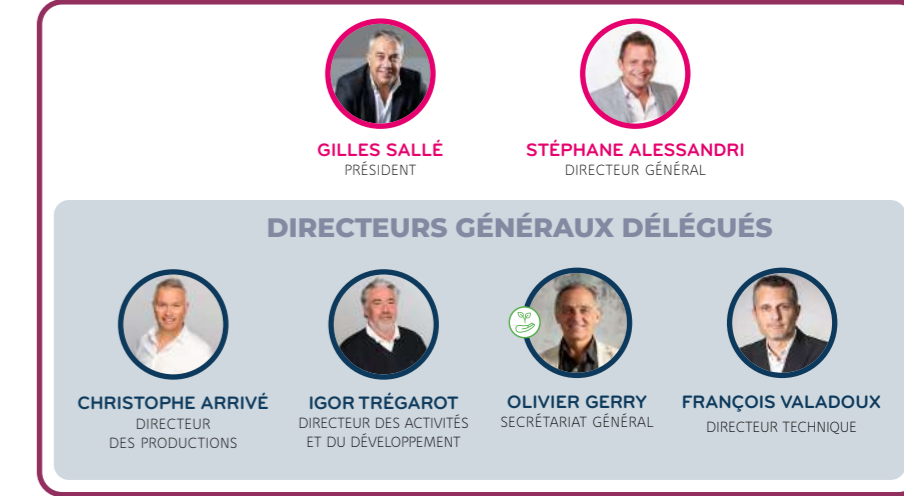 GILLES SALLÉ
PRÉSIDENT
STÉPHANE ALESSANDRI
DIRECTEUR GÉNÉRAL
DIRECTEURS GÉNÉRAUX DÉLÉGUÉS
CHRISTOPHE ARRIVÉ
DIRECTEUR
DES PRODUCTIONS
IGOR TRÉGAROT
DIRECTEUR DES ACTIVITÉS
ET DU DÉVELOPPEMENT
OLIVIER GERRY
SECRÉTARIAT GÉNÉRAL
FRANÇOIS VALADOUX
DIRECTEUR TECHNIQUE